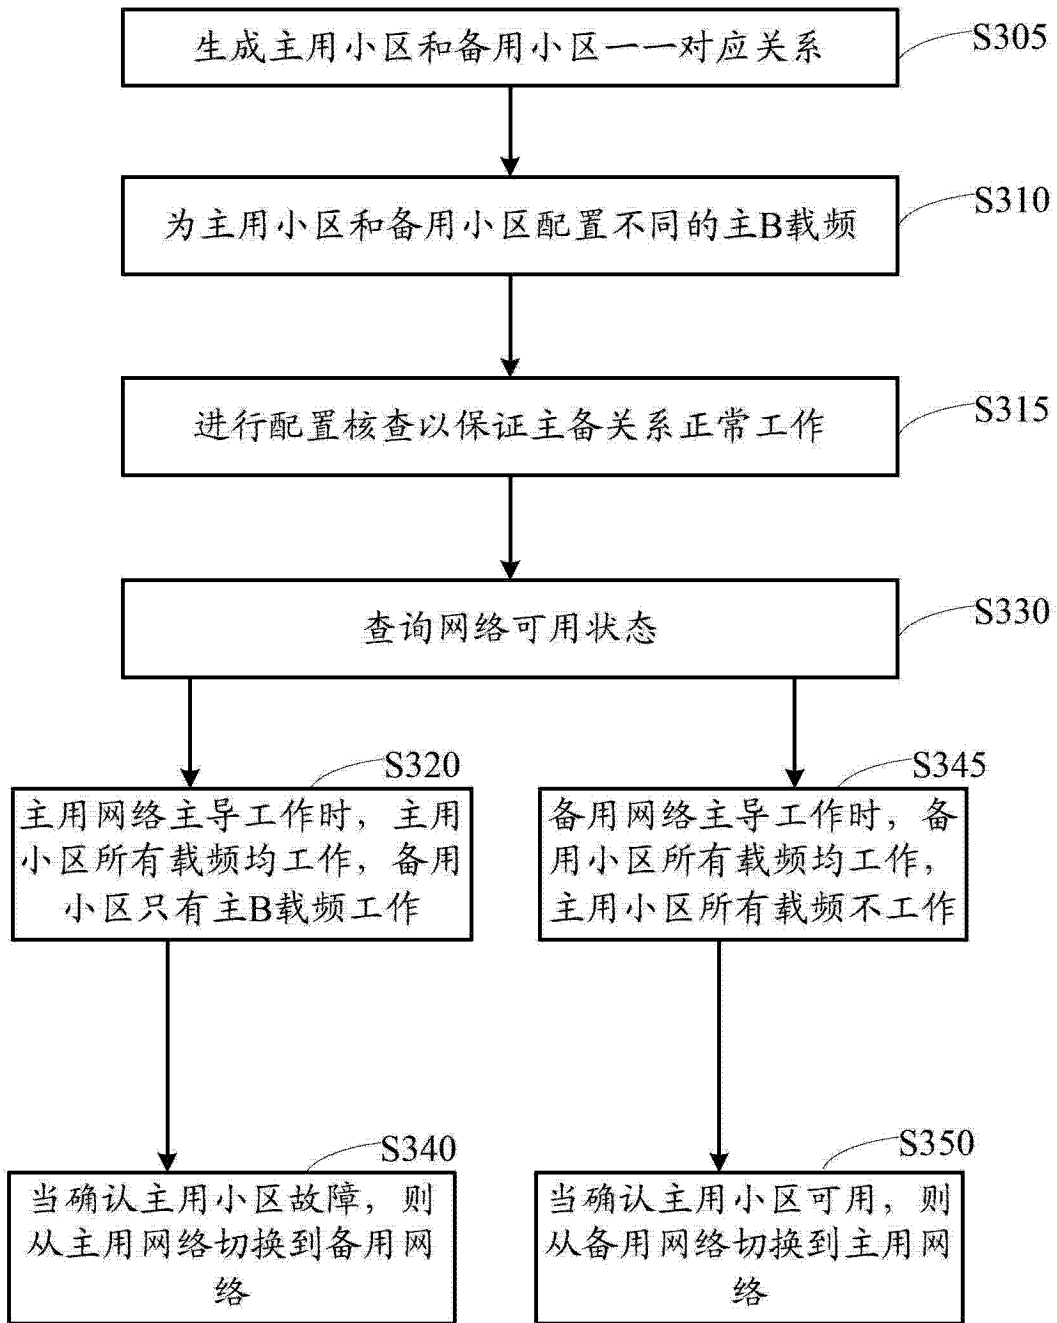 生成主用小区和备用小区一一对应关系
S305
为主用小区和备用小区配置不同的主B载频
S310
进行配置核查以保证主备关系正常工作
S315
查询网络可用状态
S330
S320
主用网络主导工作时，主用
小区所有载频均工作，备用
小区只有主B载频工作
S345
备用网络主导工作时，备
用小区所有载频均工作，
主用小区所有载频不工作
S340
当确认主用小区故障，则
从主用网络切换到备用网
络
S350
当确认主用小区可用，则
从备用网络切换到主用网
络